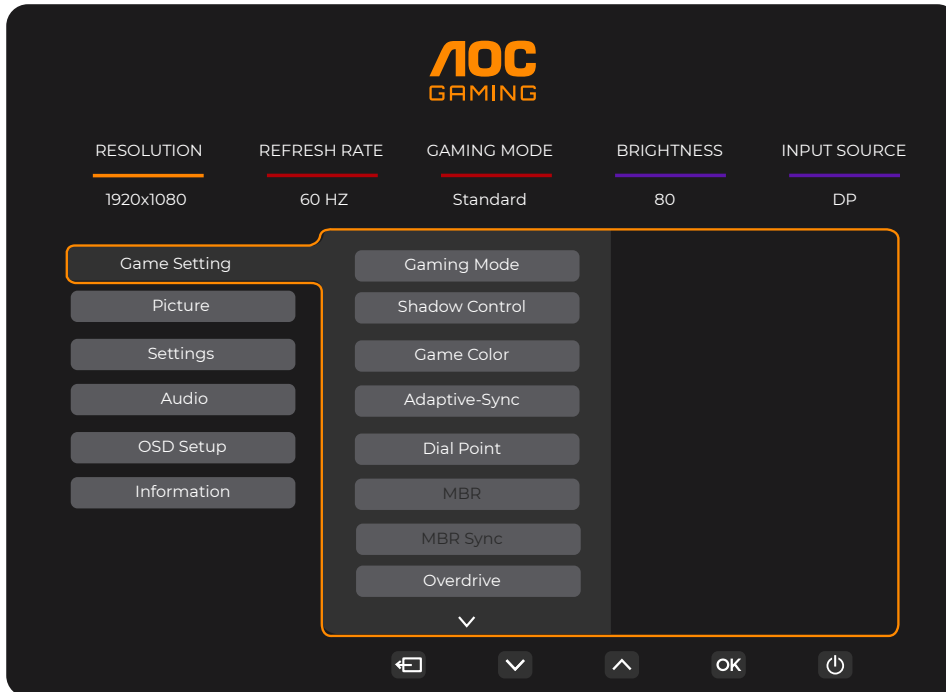 AOC
GAMING
RESOLUTION REFRESH RATE GAMING MODE BRIGHTNESS INPUT SOURCE
1920x1080 60 HZ Standard 80 DP
Game Setting
Picture
Settings
Audio
OSD Setup
Information
Gaming Mode
Shadow Control
Game Color
Adaptive-Sync
Dial Point
MBR
MBR Sync
Overdrive
OK